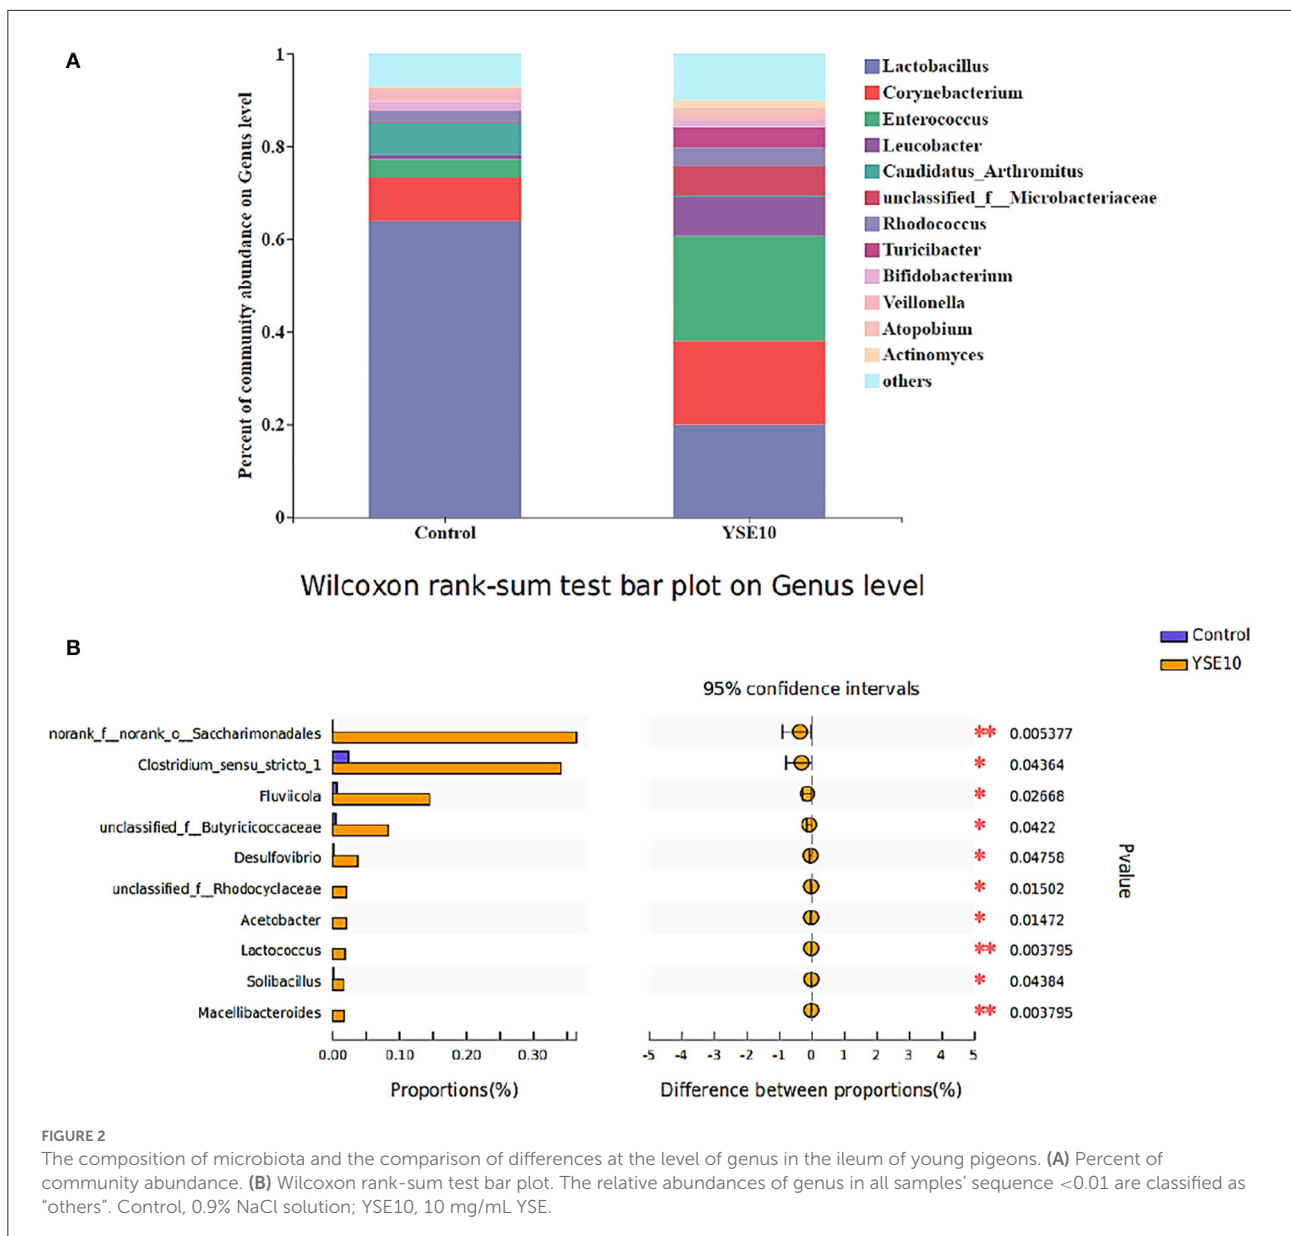 A
Percent of community abundance on Genus level
1
0.8
0.6
0.4
0.2
0
Control
YSE10
Lactobacillus
Corynebacterium
Enterococcus
Leucobacter
Candidatus_Arthromitus
unclassified_f__Microbacteriaceae
Rhodococcus
Turicibacter
Bifidobacterium
Veillonella
Atopobium
Actinomyces
others
Wilcoxon rank-sum test bar plot on Genus level
B
Control
YSE10
95% confidence intervals
norank_f__norank_o__Saccharimonadales ** 0.005377
Clostridium_sensu_stricto_1 * 0.04364
Fluviicola * 0.02668
unclassified_f__Butyricicoccaceae * 0.0422
Desulfovibrio * 0.04758
unclassified_f__Rhodocyclaceae * 0.01502
Acetobacter * 0.01472
Lactococcus ** 0.003795
Solibacillus * 0.04384
Macellibacteroides ** 0.003795
Pvalue
0.00 0.10 0.20 0.30
-5 -4 -3 -2 -1 0 1 2 3 4 5
Proportions(%)
Difference between proportions(%)
FIGURE 2
The composition of microbiota and the comparison of differences at the level of genus in the ileum of young pigeons. (A) Percent of
community abundance. (B) Wilcoxon rank-sum test bar plot. The relative abundances of genus in all samples’ sequence <0.01 are classified as
“others”. Control, 0.9% NaCl solution; YSE10, 10 mg/mL YSE.